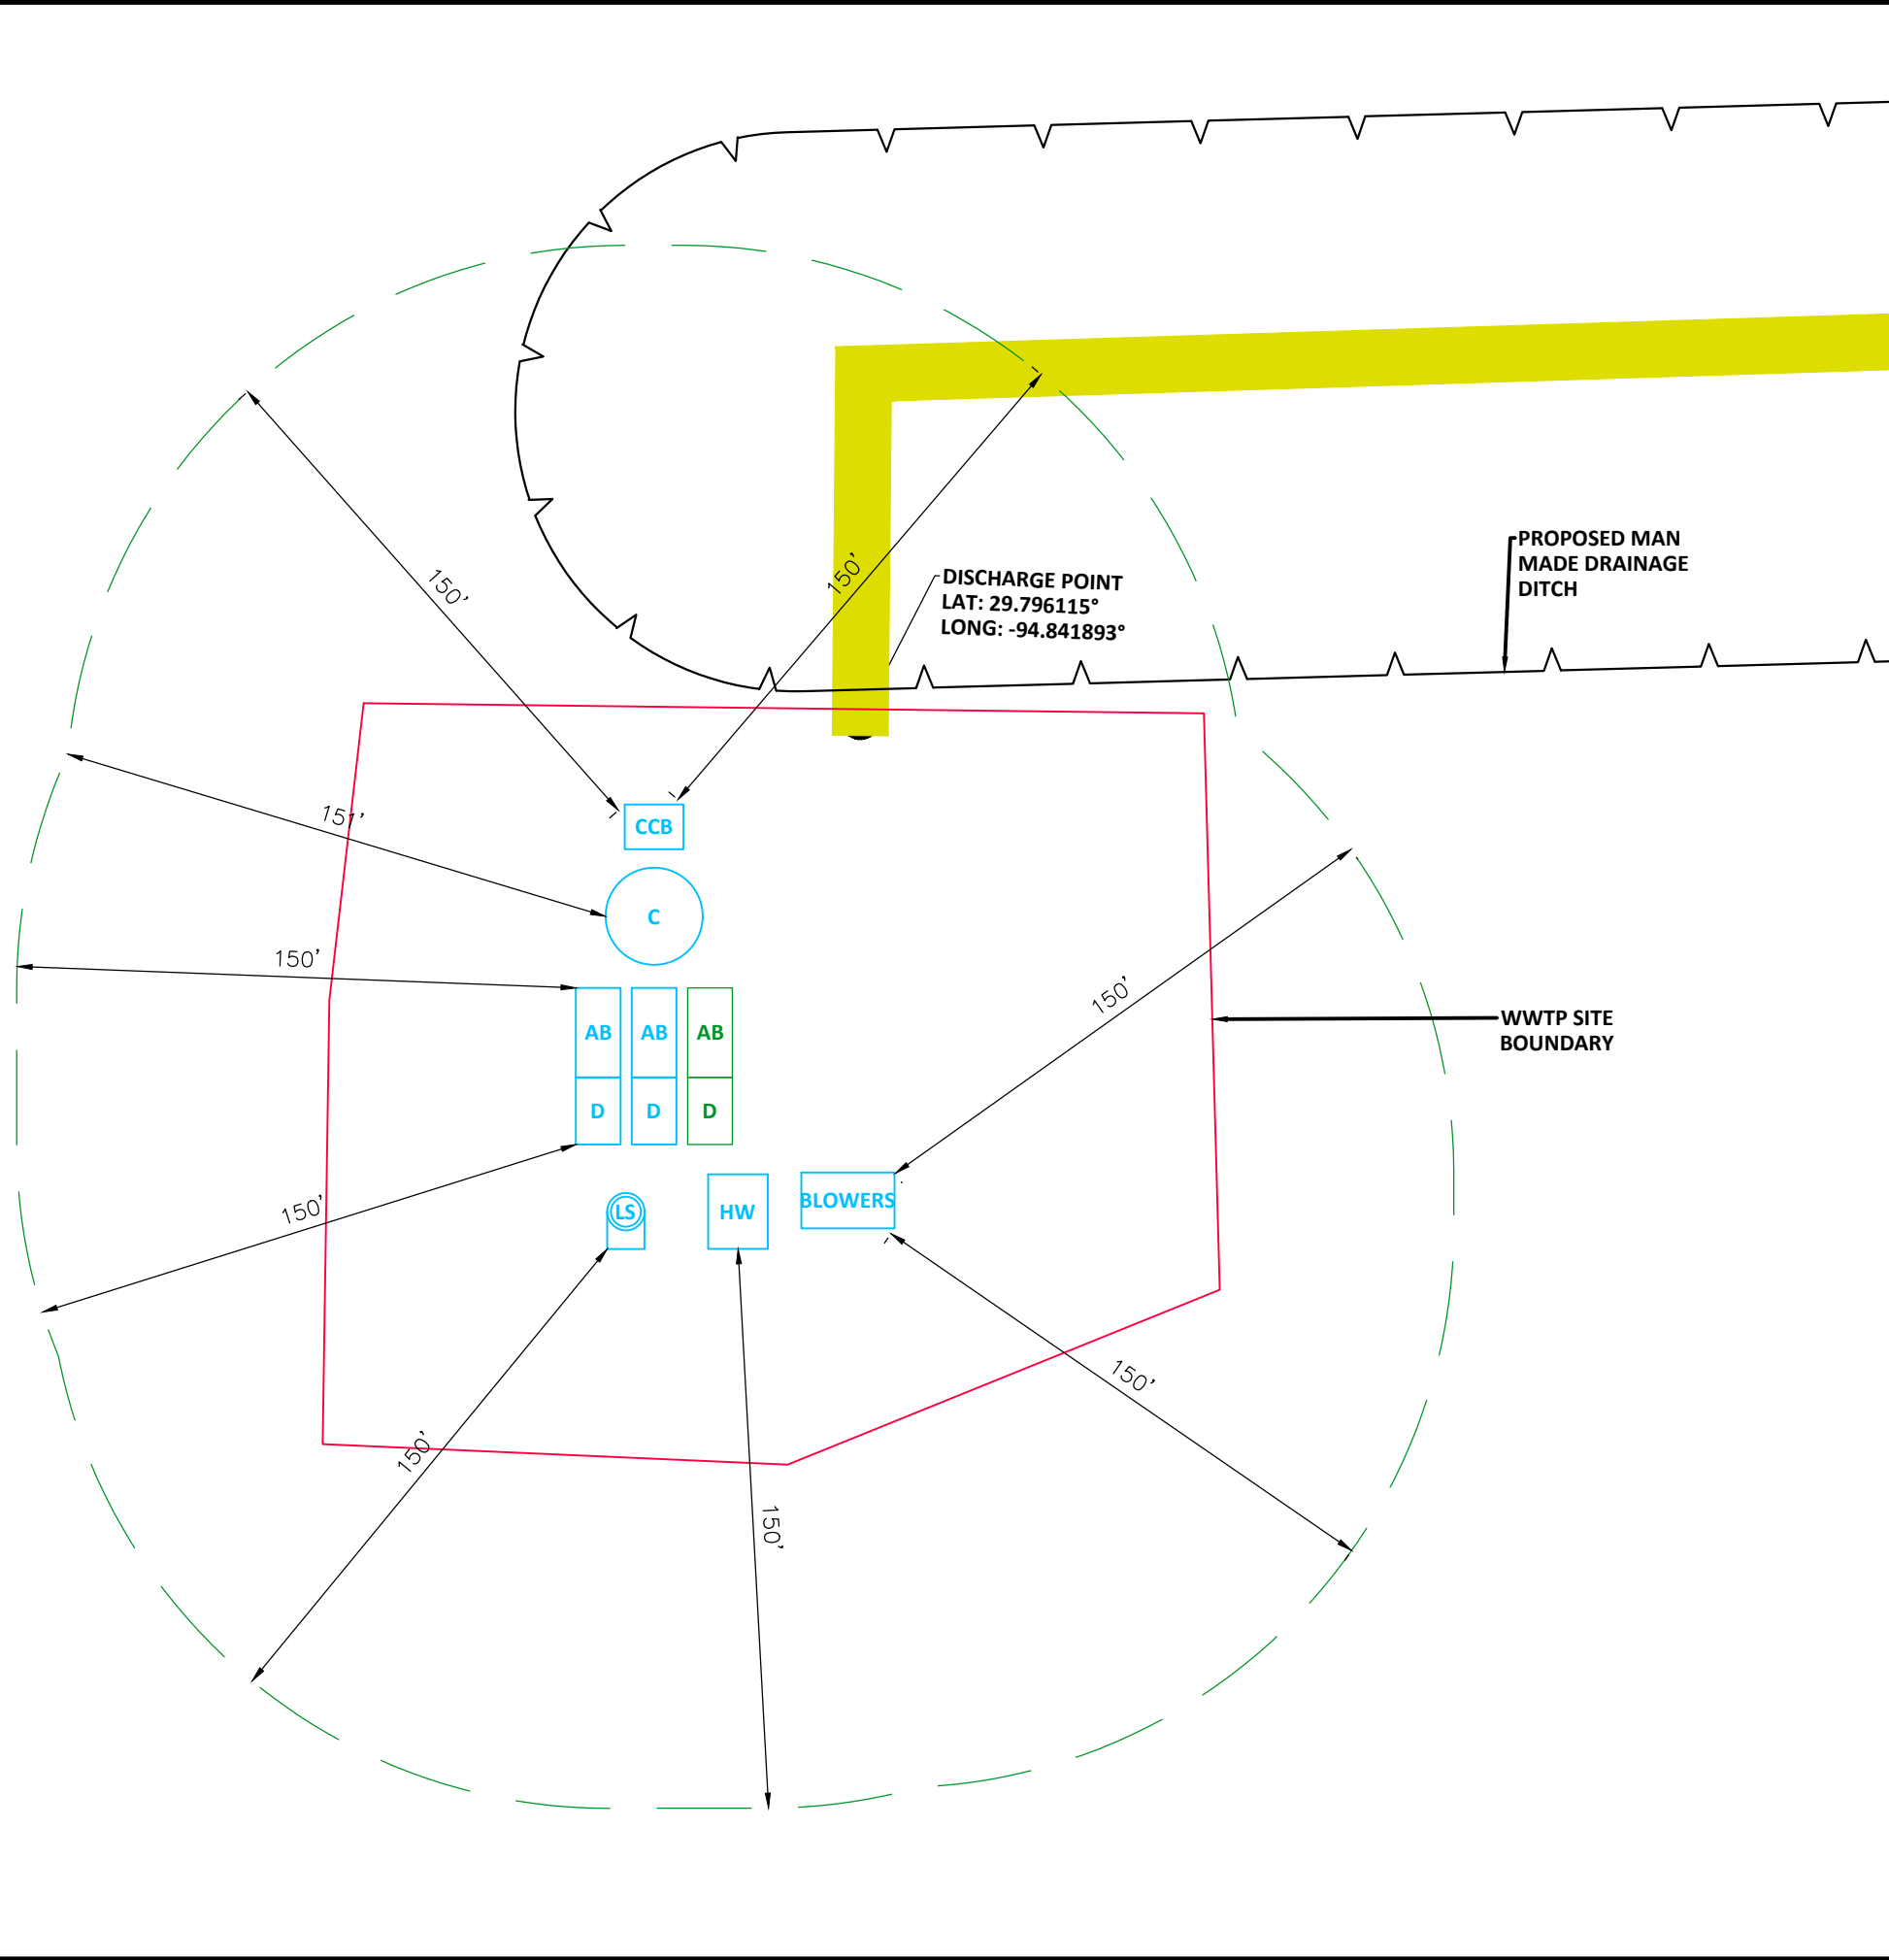 PROPOSED MAN
MADE DRAINAGE
DITCH
150'
150'
DISCHARGE POINT
LAT: 29.796115°
LONG: -94.841893°
151'
CCB
C
150'
150'
WWTP SITE
BOUNDARY
AB
AB
AB
D
D
D
150'
LS
HW
BLOWERS
150'
150'
150'